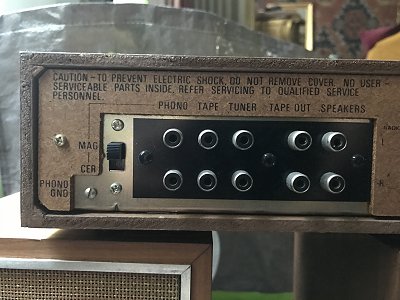 CAUTION - TO PREVENT ELECTRIC SHOCK, DO NOT REMOVE COVER. NO USER -
SERVICEABLE PARTS INSIDE, REFER SERVICING TO QUALIFIED SERVICE
PERSONNEL.
PHONO TAPE TUNER TAPE OUT SPEAKERS
MAG
CER
PHONO
GND
R